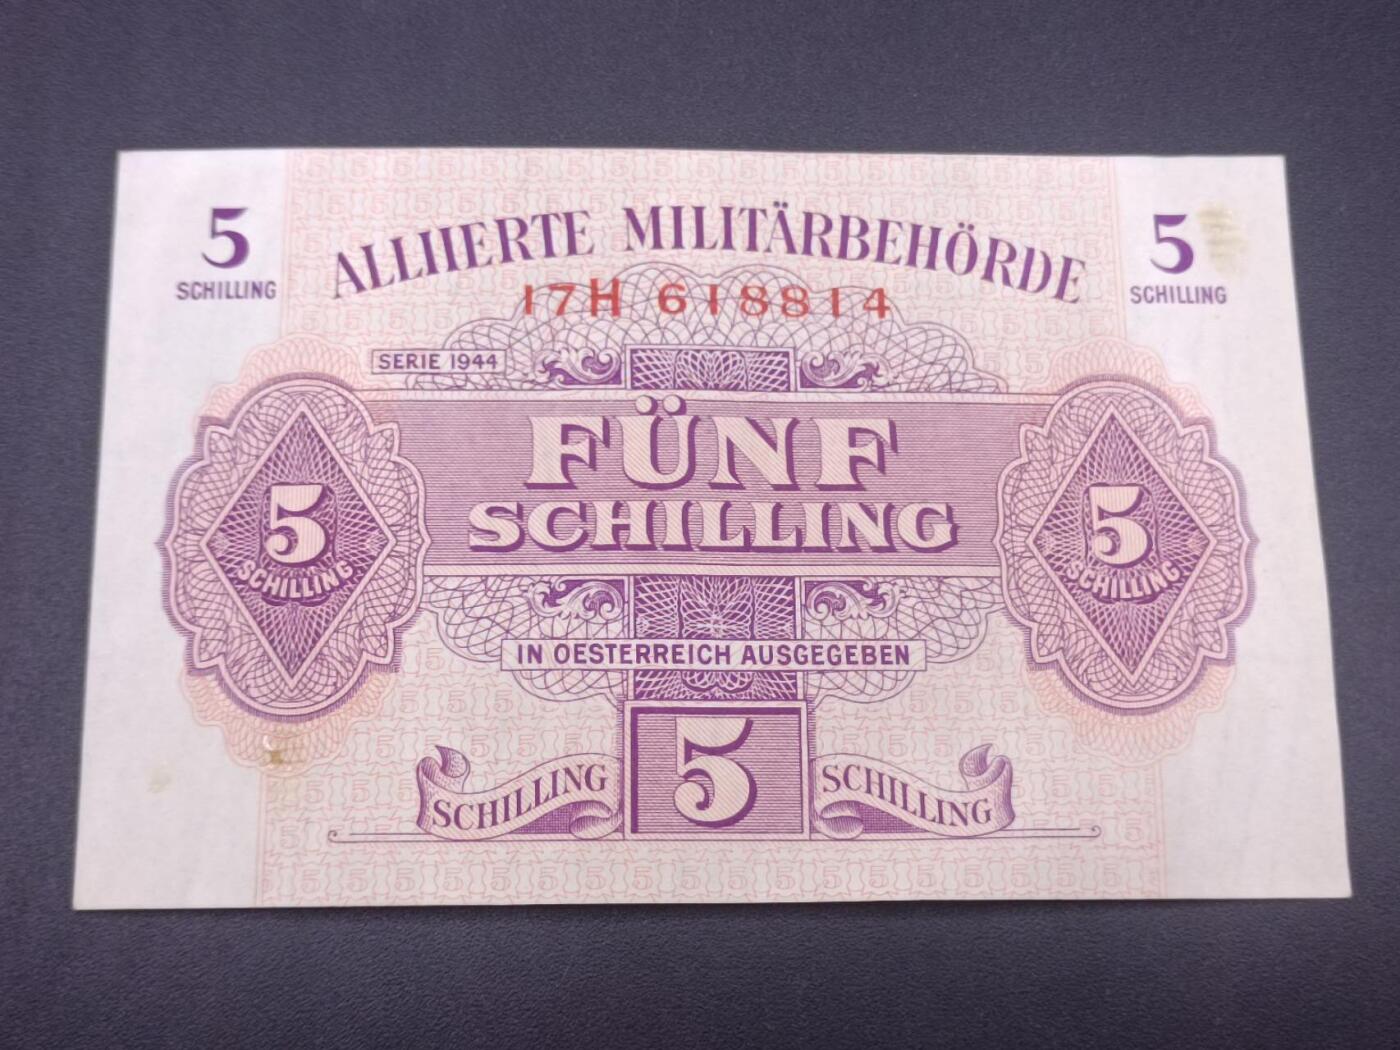 5
SCHILLING
5
SCHILLING
ALLIIERTE MILITÄRBEHÖRDE
17H 618814
SERIE 1944
FÜNF
SCHILLING
5
SCHILLING
5
SCHILLING
IN OESTERREICH AUSGEGEBEN
SCHILLING
5
SCHILLING